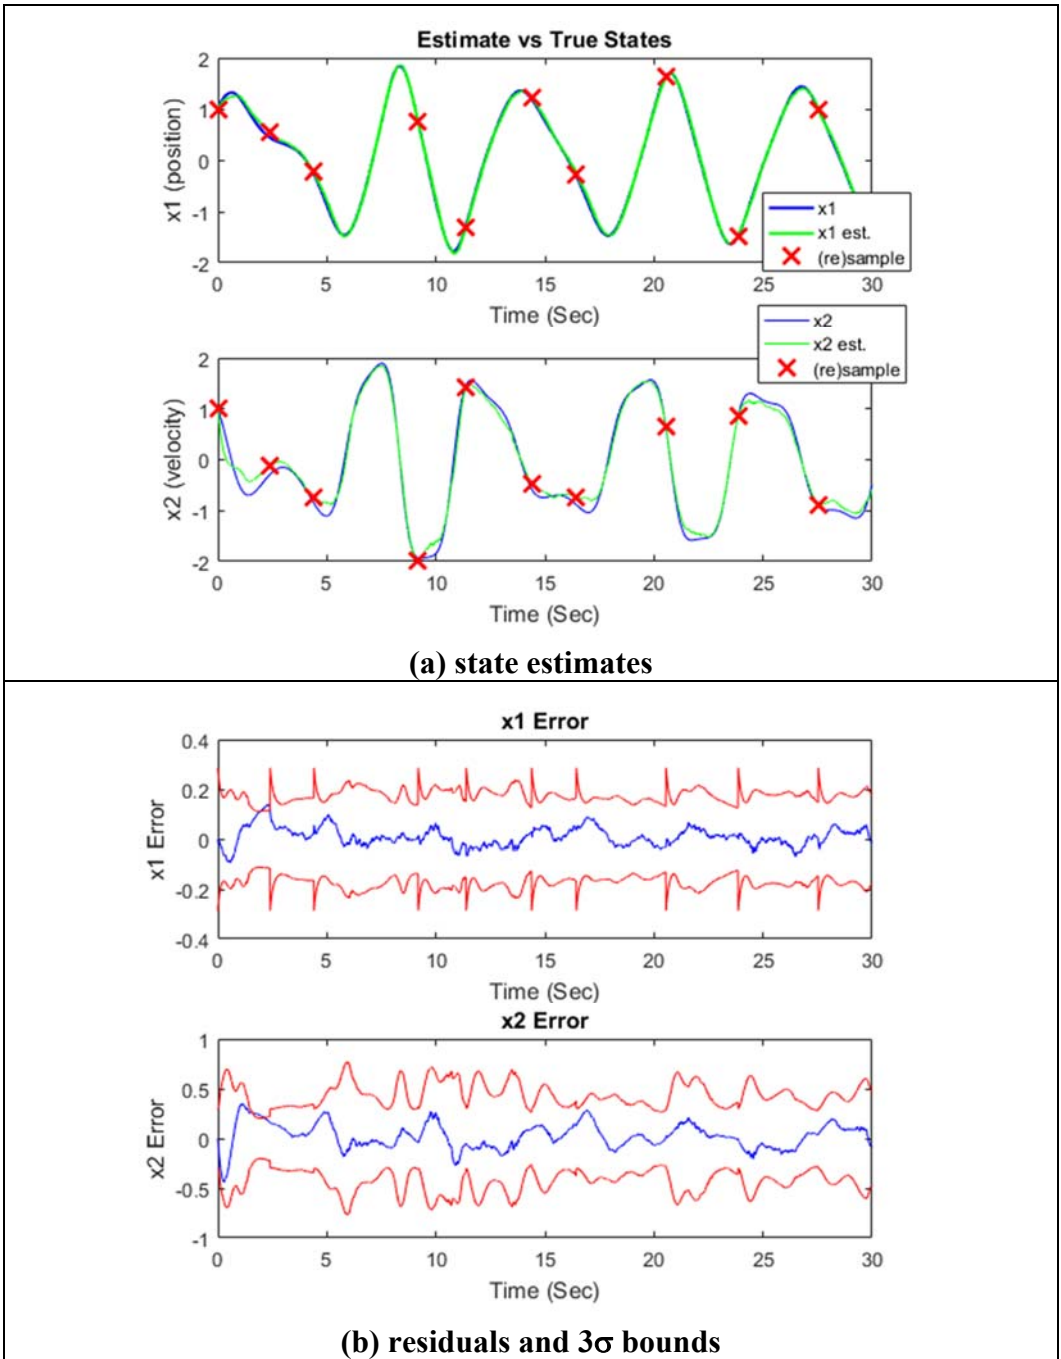 Estimate vs True States
2
1
0
-1
-2
x1 (position)
x1
x1 est.
(re)sample
0 5 10 15 20 25 30
Time (Sec)
x2
x2 est.
(re)sample
2
1
0
-1
-2
x2 (velocity)
0 5 10 15 20 25 30
Time (Sec)
(a) state estimates
x1 Error
0.4
0.2
0
-0.2
-0.4
x1 Error
0 5 10 15 20 25 30
Time (Sec)
x2 Error
1
0.5
0
-0.5
-1
x2 Error
0 5 10 15 20 25 30
Time (Sec)
(b) residuals and 3σ bounds